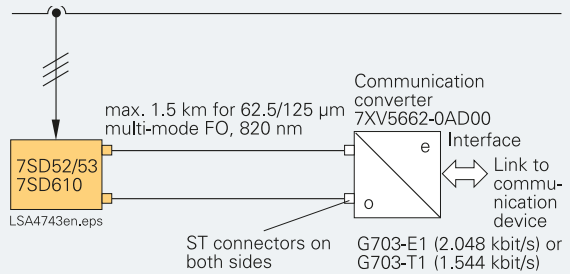 max. 1.5 km for 62.5/125 µm
multi-mode FO, 820 nm
Communication
converter
7XV5662-0AD00
7SD52/53
7SD610
LSA4743en.eps
e
o
Interface
Link to
commu-
nication
device
ST connectors on
both sides
G703-E1 (2.048 kbit/s) or
G703-T1 (1.544 kbit/s)